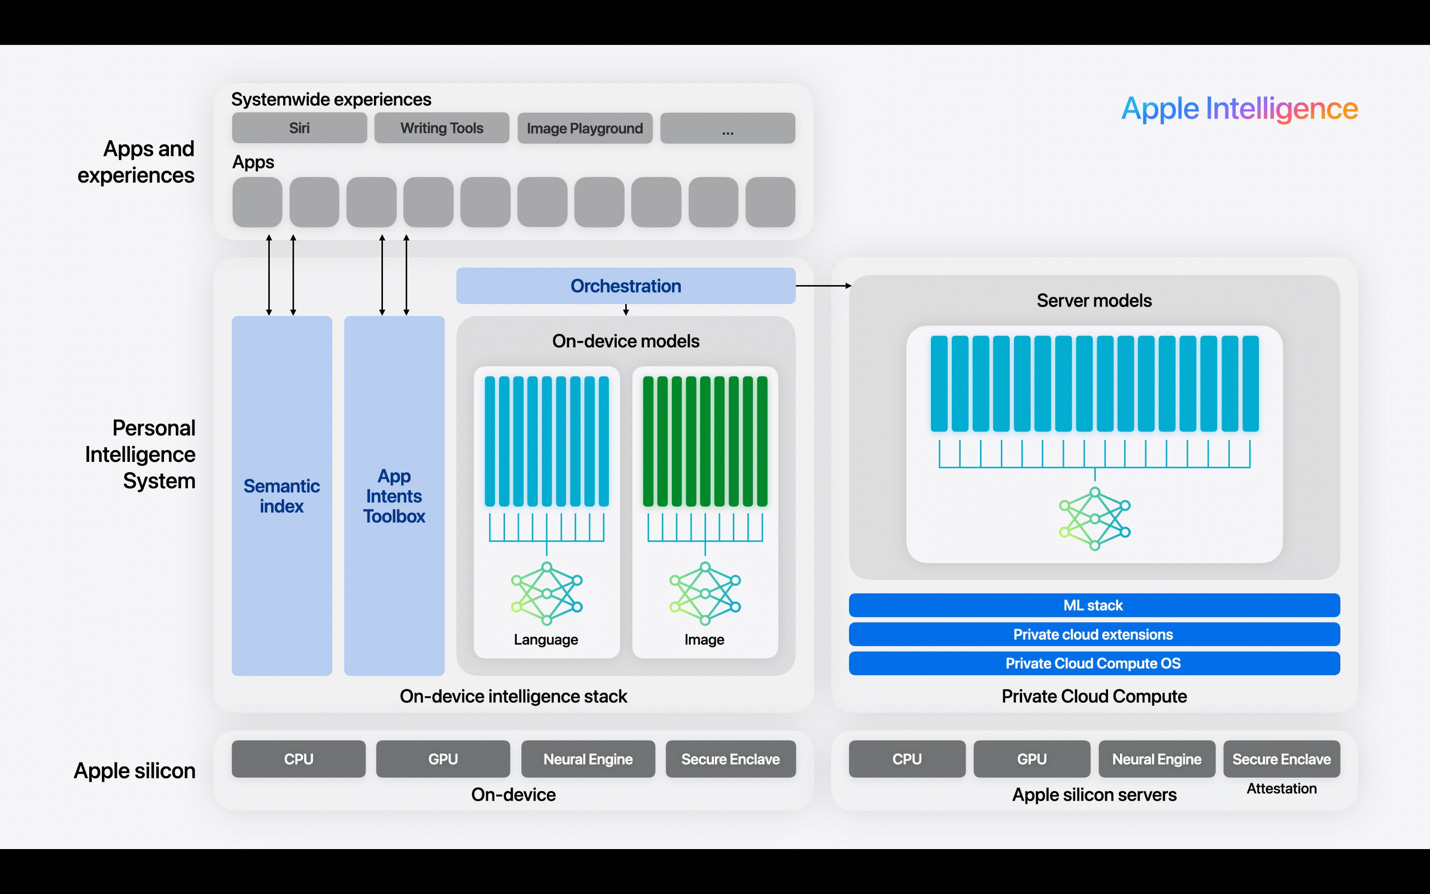 Apple Intelligence
Apps and
experiences
Systemwide experiences
Siri
Writing Tools
Image Playground
...
Apps
Personal
Intelligence
System
Semantic
index
App
Intents
Toolbox
Orchestration
On-device models
Language
Image
On-device intelligence stack
Server models
ML stack
Private cloud extensions
Private Cloud Compute OS
Private Cloud Compute
Apple silicon
CPU
GPU
Neural Engine
Secure Enclave
On-device
CPU
GPU
Neural Engine
Secure Enclave
Attestation
Apple silicon servers